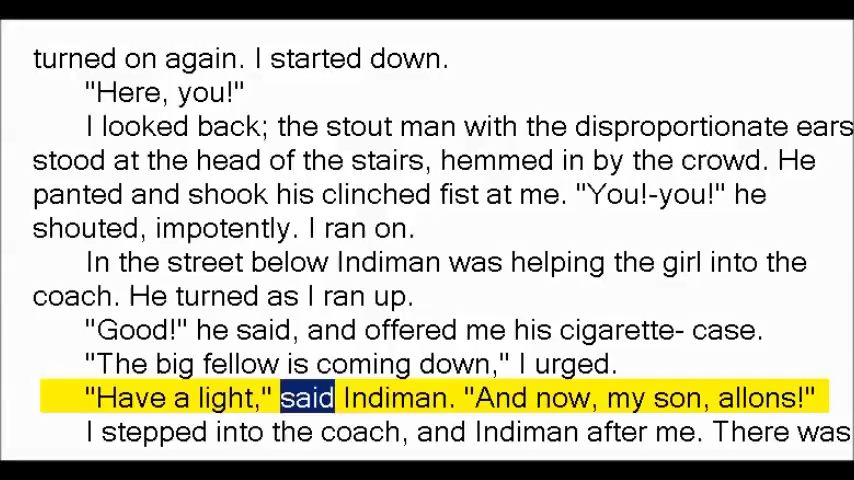 turned on again. I started down.
"Here, you!"
I looked back; the stout man with the disproportionate ears
stood at the head of the stairs, hemmed in by the crowd. He
panted and shook his clinched fist at me. "You!-you!" he
shouted, impotently. I ran on.
In the street below Indiman was helping the girl into the
coach. He turned as I ran up.
"Good!" he said, and offered me his cigarette- case.
"The big fellow is coming down," I urged.
"Have a light," said Indiman. "And now, my son, allons!"
I stepped into the coach, and Indiman after me. There was